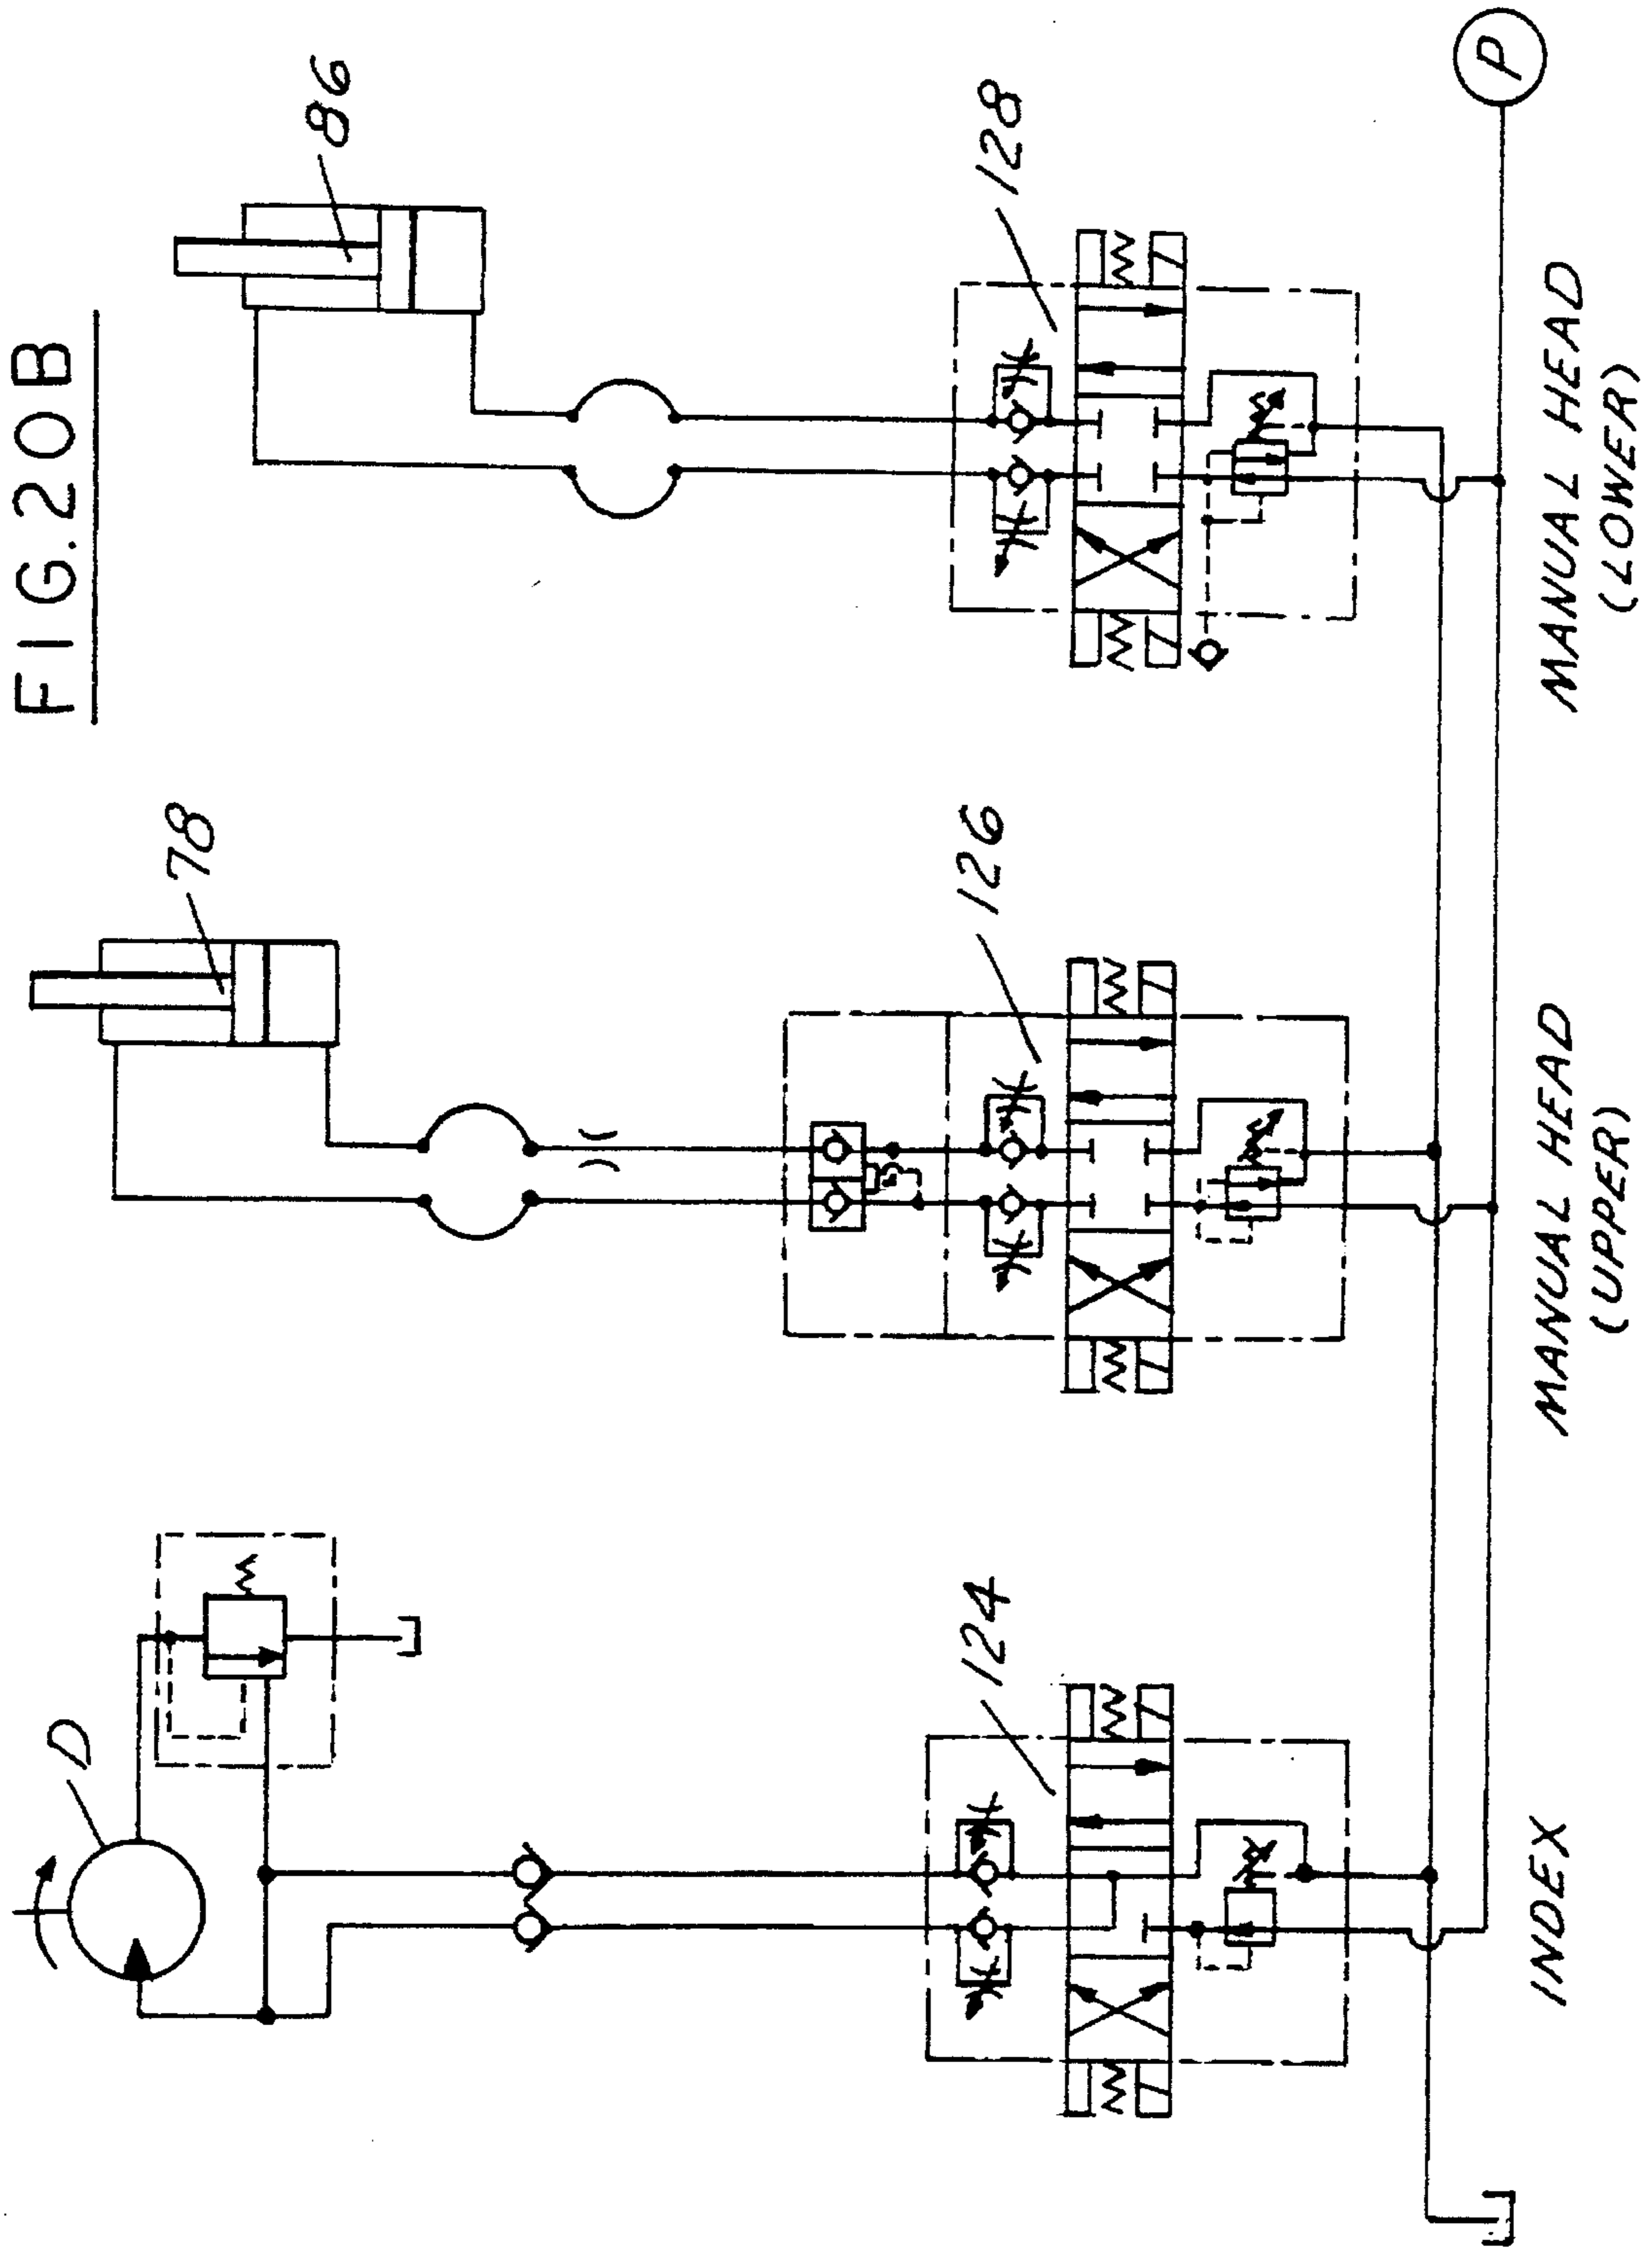 FIG. 20B
D
78
86
124
126
128
P
INDEX
MANUAL HEAD
(UPPER)
MANUAL HEAD
(LOWER)